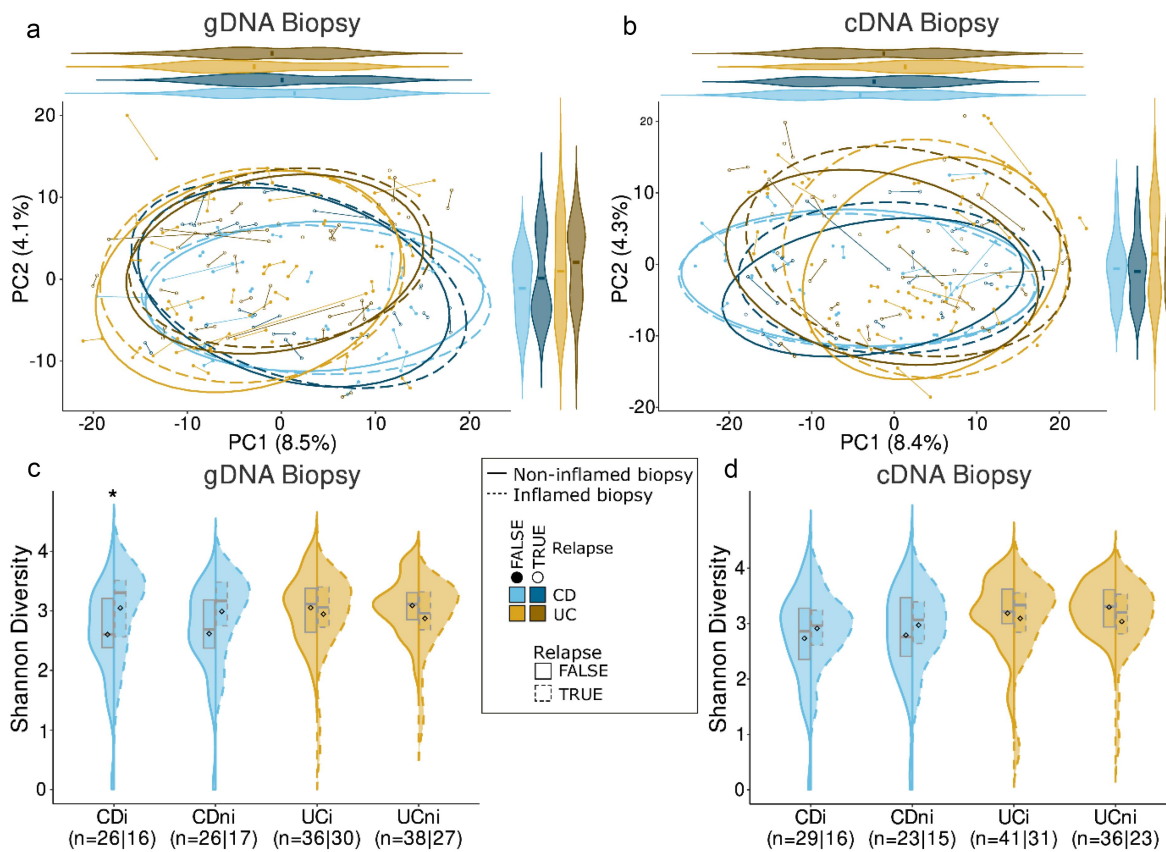 a
gDNA Biopsy
b
cDNA Biopsy
20
10
0
-10
PC2 (4.1%)
-20
-10
0
10
20
PC1 (8.5%)
20
10
0
-10
-20
PC2 (4.3%)
-20
-10
0
10
20
PC1 (8.4%)
c
gDNA Biopsy
*
4
3
2
1
0
Shannon Diversity
CDi
CDni
UCi
UCni
(n=26|16)
(n=26|17)
(n=36|30)
(n=38|27)
Non-inflamed biopsy
Inflamed biopsy
FALSE
TRUE
Relapse
CD
UC
Relapse
FALSE
TRUE
d
cDNA Biopsy
4
3
2
1
0
Shannon Diversity
CDi
CDni
UCi
UCni
(n=29|16)
(n=23|15)
(n=41|31)
(n=36|23)